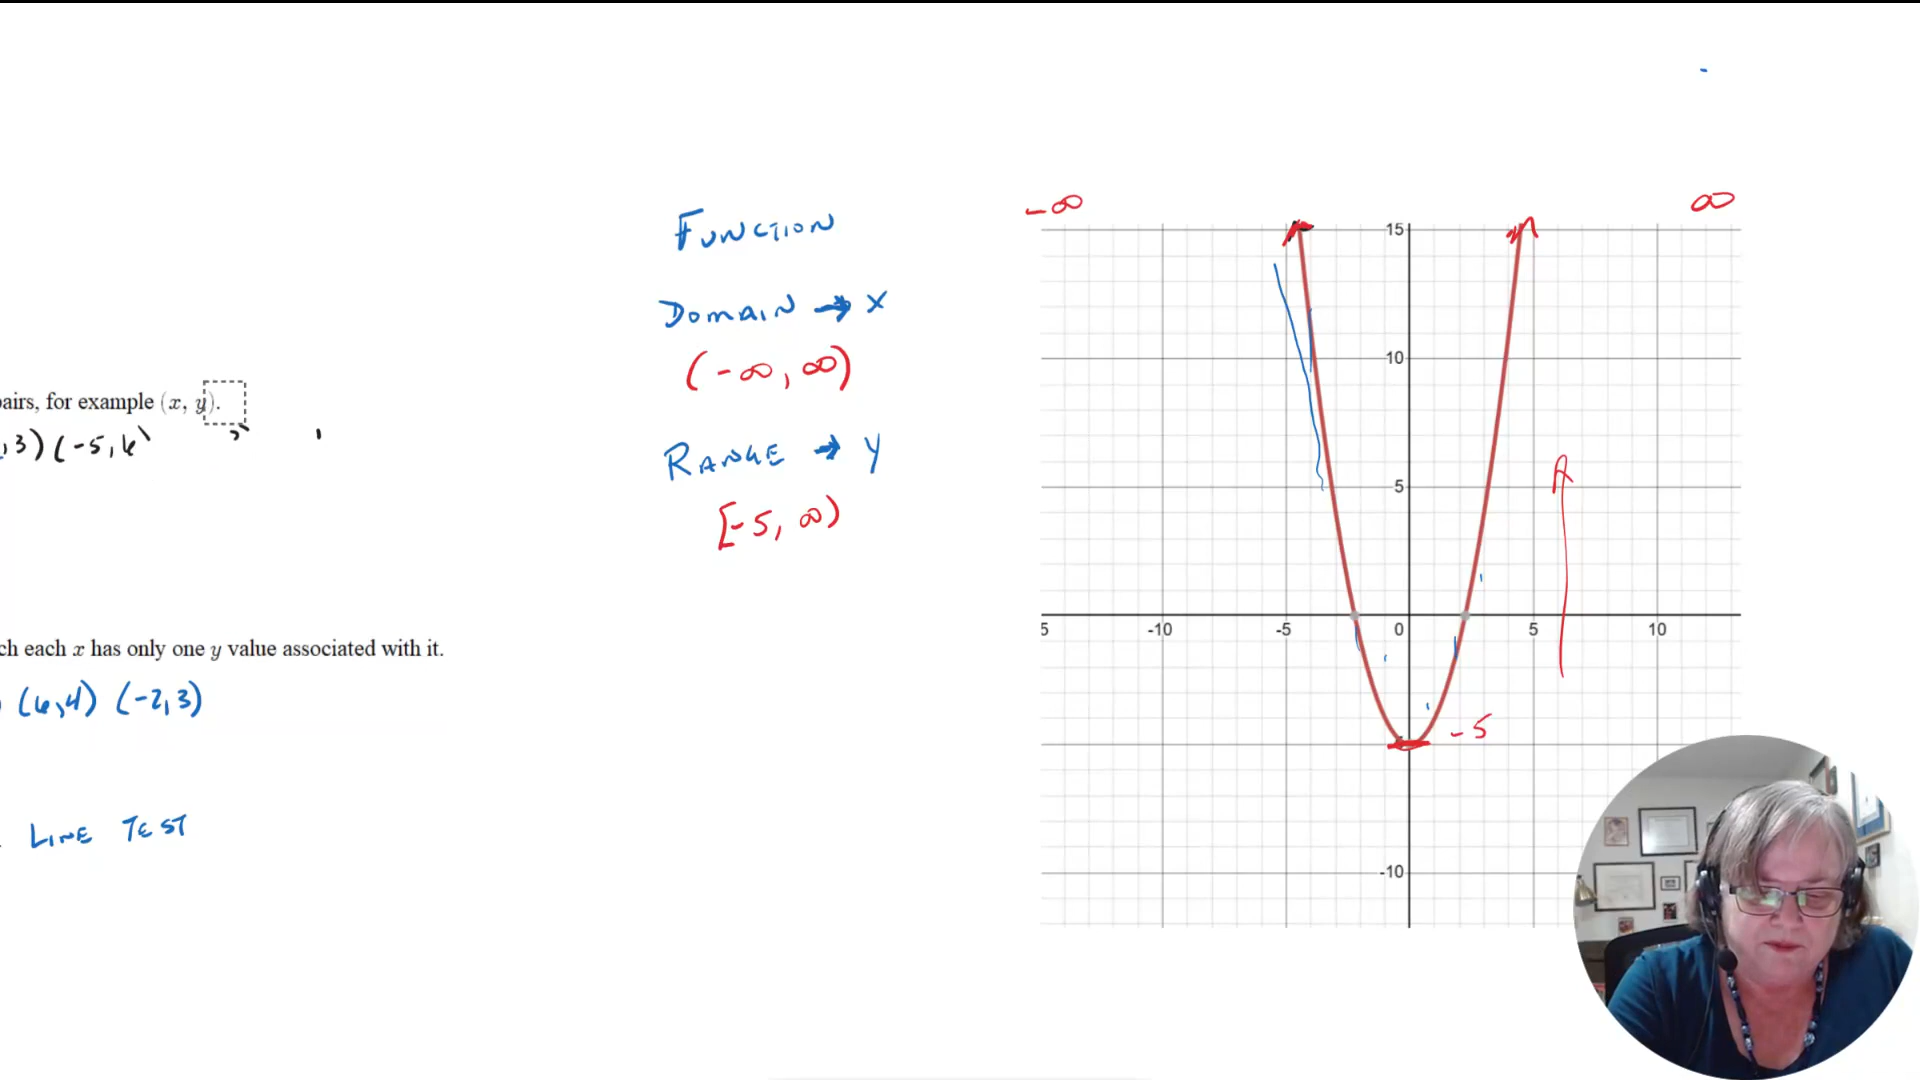 airs, for example (x, y).
,3) (-5,6
ch each x has only one y value associated with it.
(6,4) (-2,3)
LINE TEST
FUNCTION
DOMAIN → X
(-∞, ∞)
RANGE → Y
[-5, ∞)
-∞ ∞
15
10
5
5 -10 -5 0 5 10
-5
-10